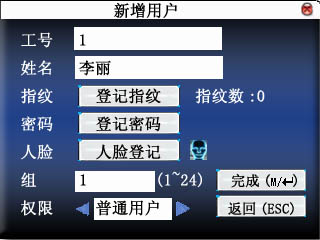 新增用户
工号 1
姓名 李丽
指纹 登记指纹 指纹数 :0
密码 登记密码
人脸 人脸登记
组 1 (1~24) 完成 (M/↵)
权限 普通用户 返回 (ESC)